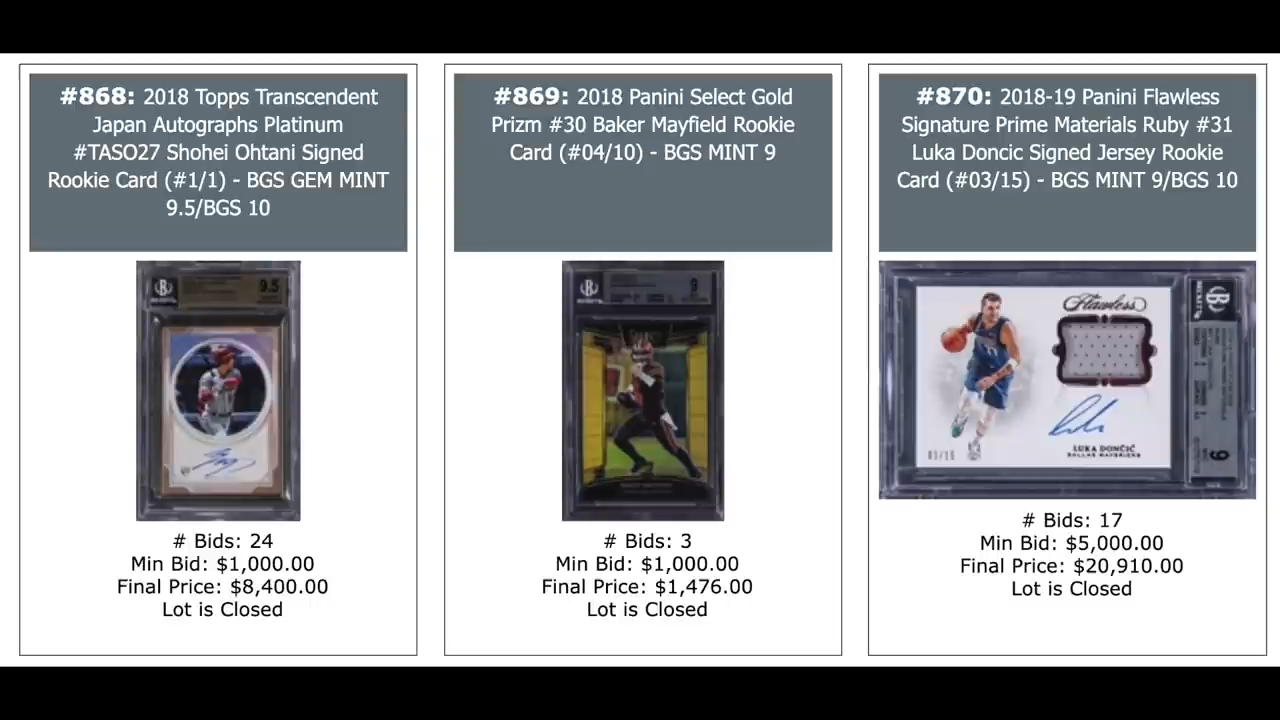 #868: 2018 Topps Transcendent
Japan Autographs Platinum
#TASO27 Shohei Ohtani Signed
Rookie Card (#1/1) - BGS GEM MINT
9.5/BGS 10
9.5
# Bids: 24
Min Bid: $1,000.00
Final Price: $8,400.00
Lot is Closed
#869: 2018 Panini Select Gold
Prizm #30 Baker Mayfield Rookie
Card (#04/10) - BGS MINT 9
9
# Bids: 3
Min Bid: $1,000.00
Final Price: $1,476.00
Lot is Closed
#870: 2018-19 Panini Flawless
Signature Prime Materials Ruby #31
Luka Doncic Signed Jersey Rookie
Card (#03/15) - BGS MINT 9/BGS 10
Flawless
03/15
LUKA DONČIĆ
DALLAS MAVERICKS
9
# Bids: 17
Min Bid: $5,000.00
Final Price: $20,910.00
Lot is Closed